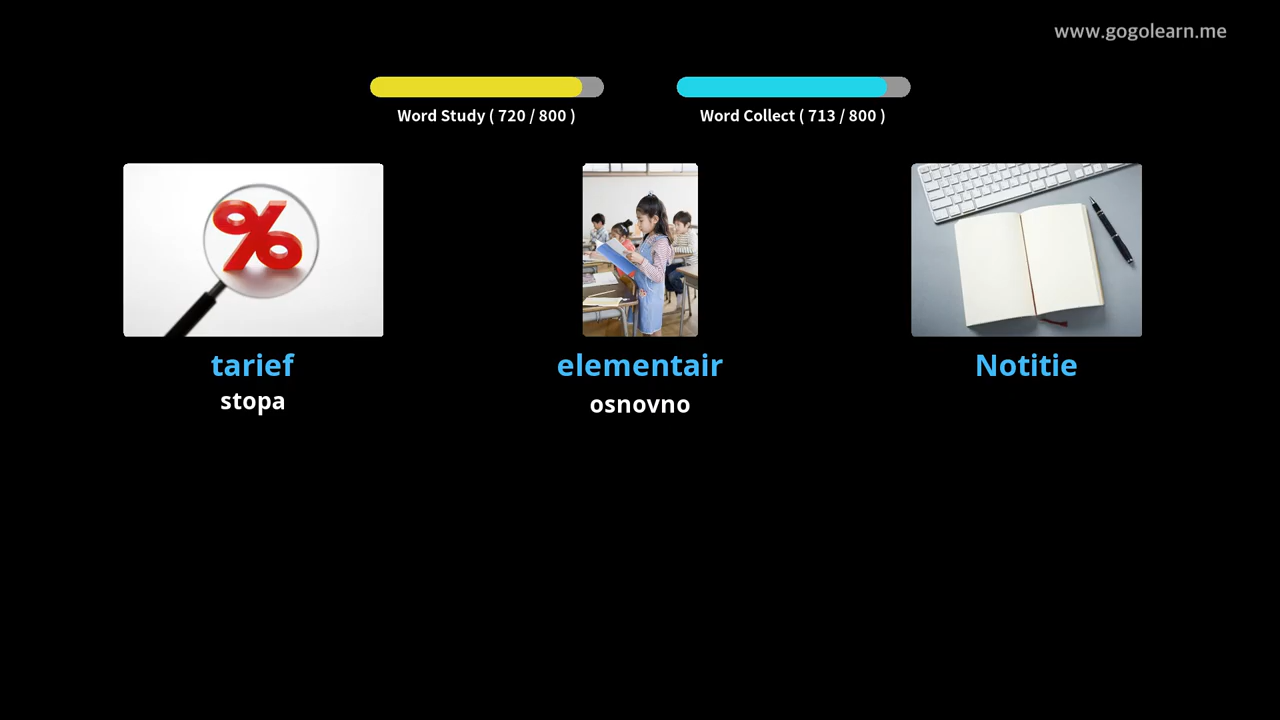 www.gogolearn.me
Word Study ( 720 / 800 )
Word Collect ( 713 / 800 )
tarief
elementair
Notitie
stopa
osnovno